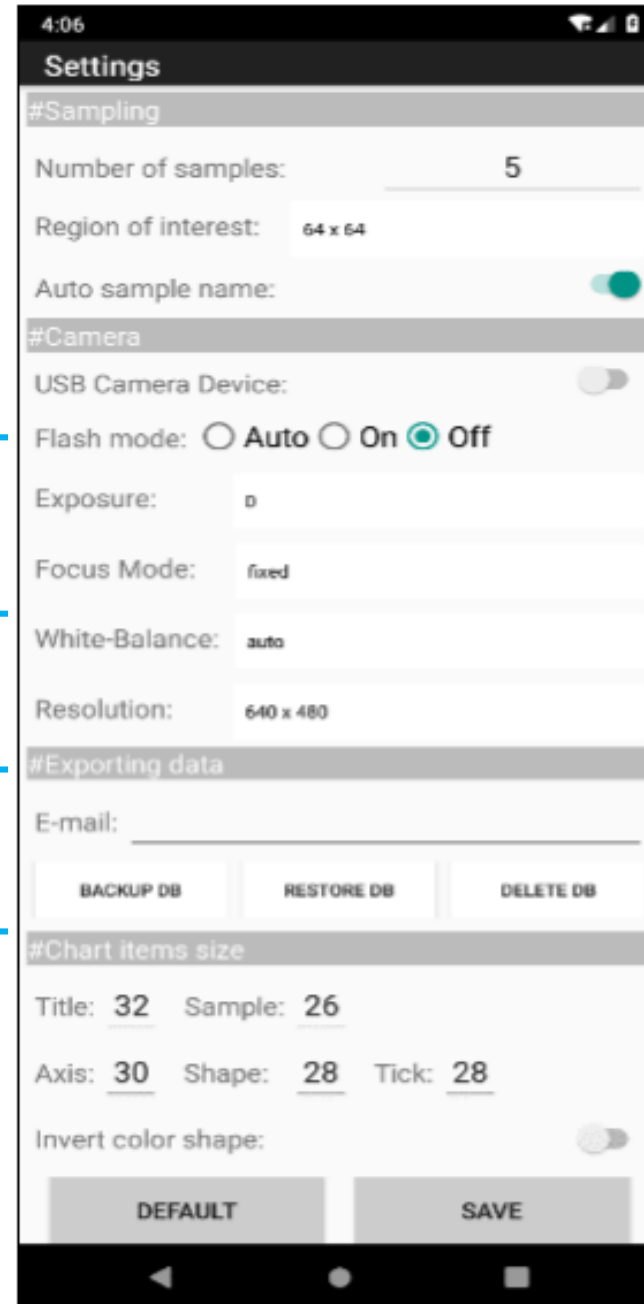 4:06
Settings
#Sampling
Number of samples: 5
Region of interest: 64 x 64
Auto sample name:
#Camera
USB Camera Device:
Flash mode: Auto On Off
Exposure: D
Focus Mode: fixed
White-Balance: auto
Resolution: 640 x 480
#Exporting data
E-mail:
BACKUP DB RESTORE DB DELETE DB
#Chart items size
Title: 32 Sample: 26
Axis: 30 Shape: 28 Tick: 28
Invert color shape:
DEFAULT SAVE